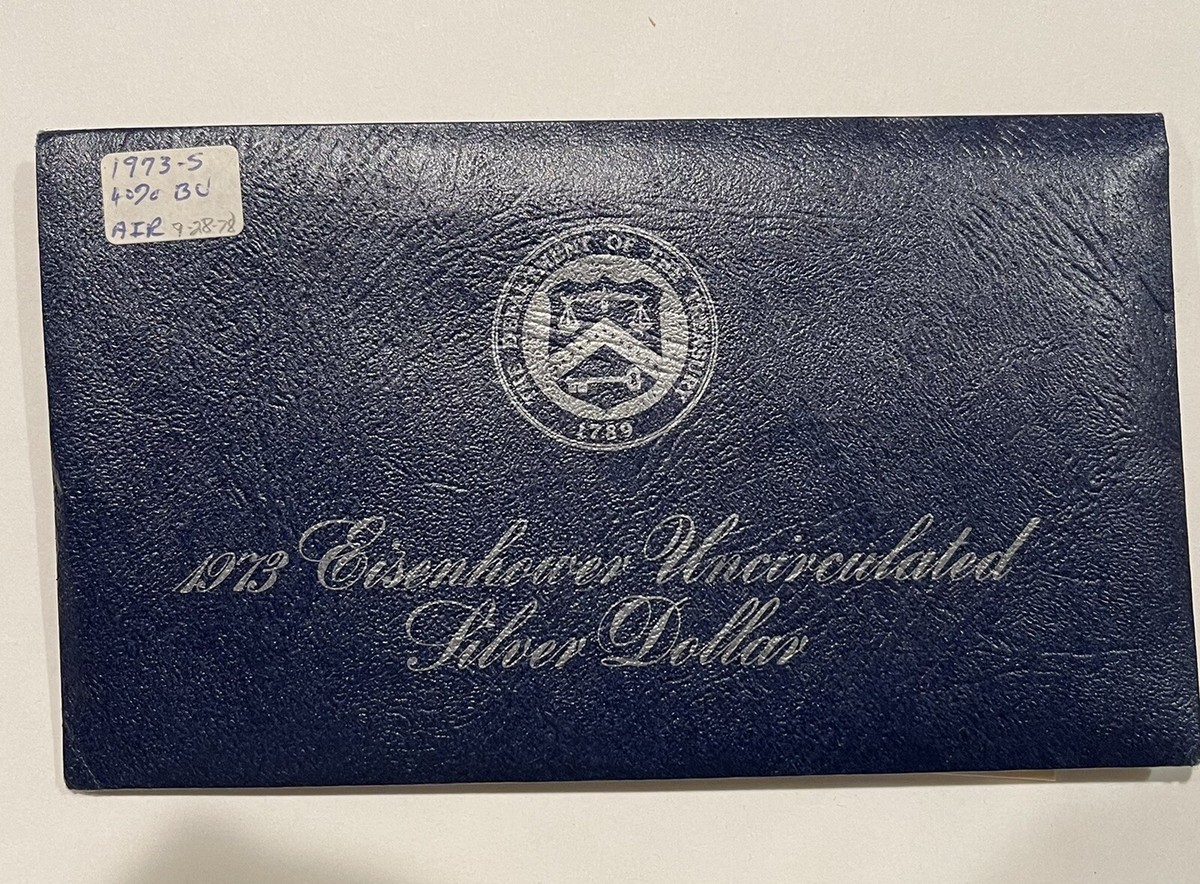 1973-S
40% BU
AIR 9-28-78
THE DEPARTMENT OF THE TREASURY
1789
1973 Eisenhower Uncirculated
Silver Dollar